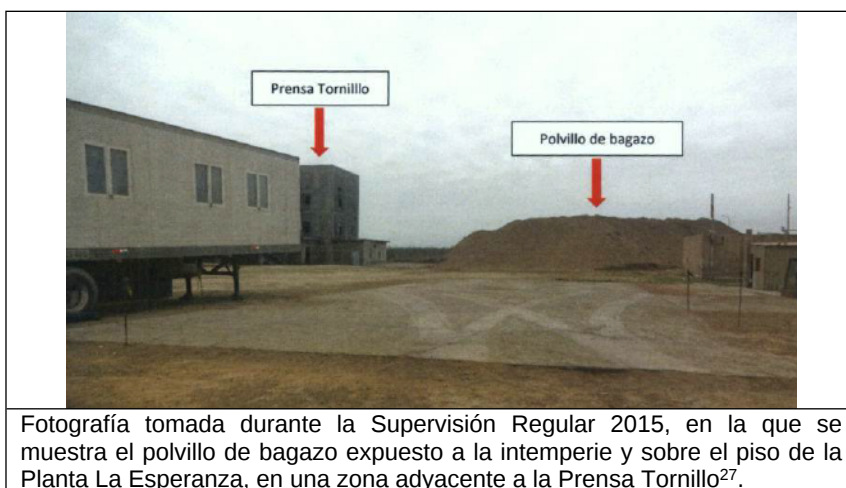 Prensa Tornilllo
Polvillo de bagazo
Fotografía tomada durante la Supervisión Regular 2015, en la que se
muestra el polvillo de bagazo expuesto a la intemperie y sobre el piso de la
Planta La Esperanza, en una zona adyacente a la Prensa Tornillo²⁷.